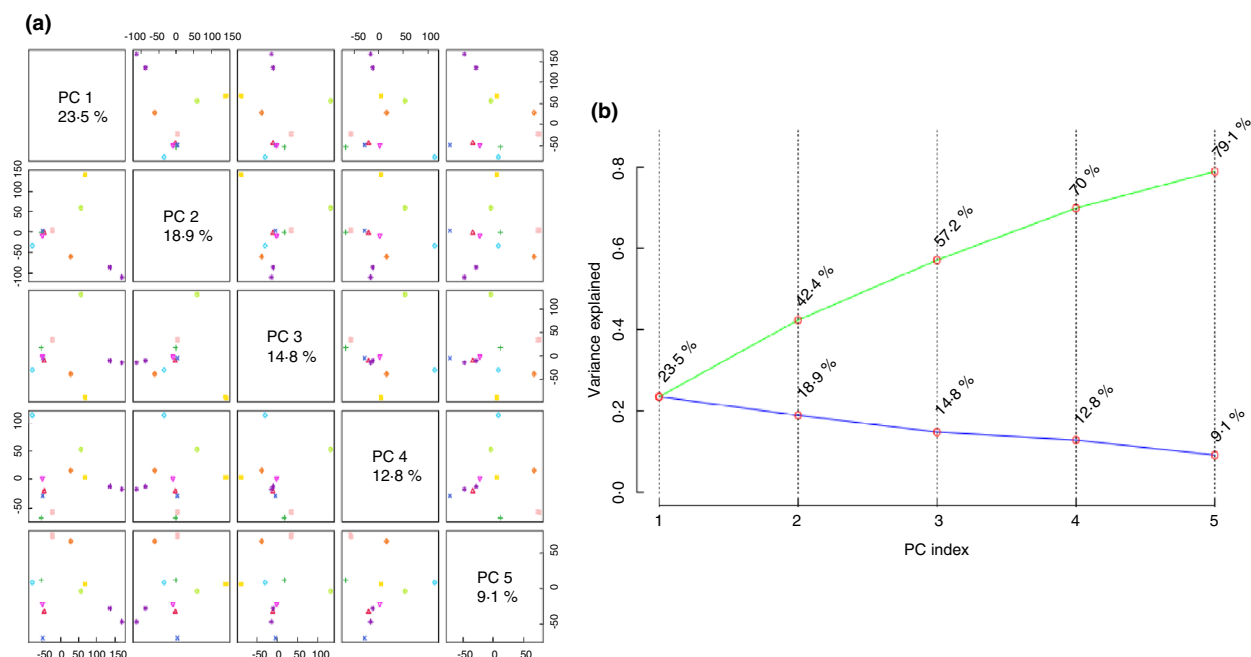 (a)
-100 -50 0 50 100 150
-50 0 50 100
PC 1
23·5 %
-50 0 50 100 150
-100 -50 0 50 100 150
PC 2
18·9 %
PC 3
14·8 %
-50 0 50 100
-50 0 50 100
PC 4
12·8 %
PC 5
9·1 %
-50 0 50
-50 0 50 100 150
-50 0 50 100
-50 0 50
(b)
Variance explained
0·0 0·2 0·4 0·6 0·8
23·5 %
42·4 %
57·2 %
70 %
79·1 %
18·9 %
14·8 %
12·8 %
9·1 %
1 2 3 4 5
PC index